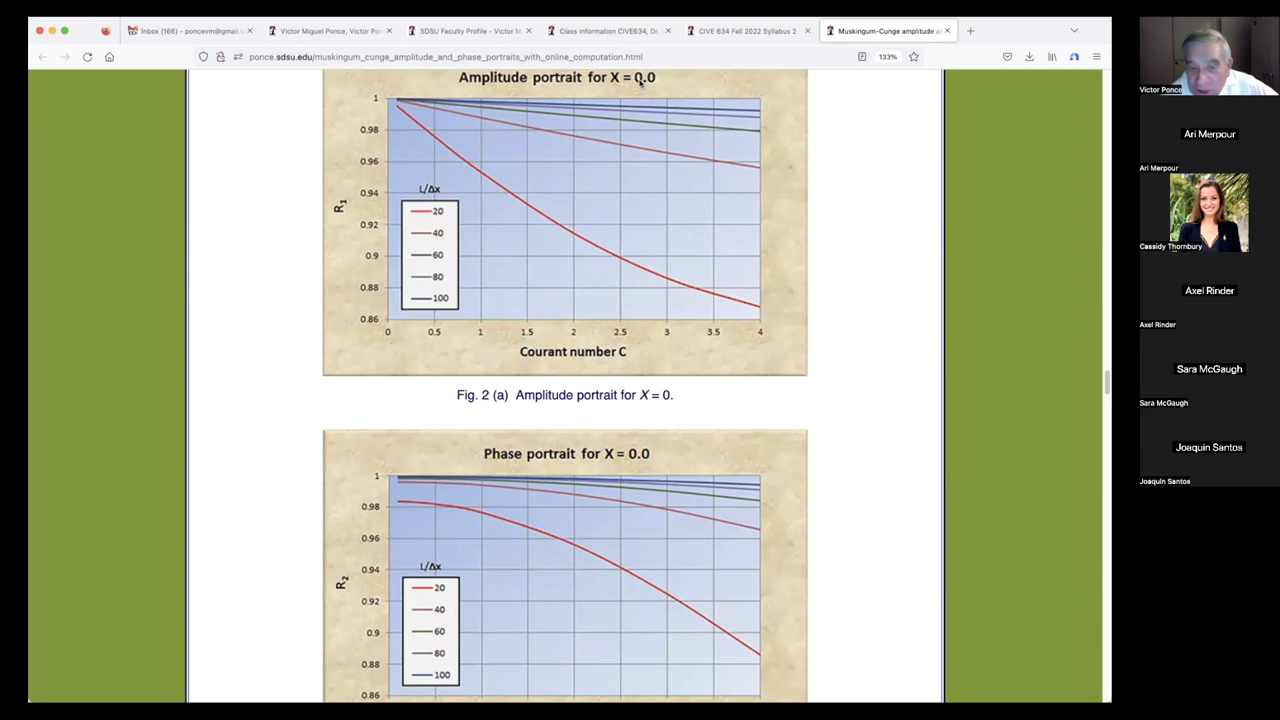 Inbox (166) - poncevm@gmail.c
Victor Miguel Ponce, Victor Pon
SDSU Faculty Profile - Victor M
Class information CIVE634, Dr.
CIVE 634 Fall 2022 Syllabus 2
Muskingum-Cunge amplitude a
ponce.sdsu.edu/muskingum_cunge_amplitude_and_phase_portraits_with_online_computation.html
133%
Amplitude portrait for X = 0.0
1
0.98
0.96
0.94
0.92
0.9
0.88
0.86
R1
L/Δx
20
40
60
80
100
0 0.5 1 1.5 2 2.5 3 3.5 4
Courant number C
Fig. 2 (a) Amplitude portrait for X = 0.
Phase portrait for X = 0.0
1
0.98
0.96
0.94
0.92
0.9
0.88
0.86
R2
L/Δx
20
40
60
80
100
Victor Ponce
Ari Merpour
Ari Merpour
Cassidy Thornbury
Axel Rinder
Axel Rinder
Sara McGaugh
Sara McGaugh
Joaquin Santos
Joaquin Santos